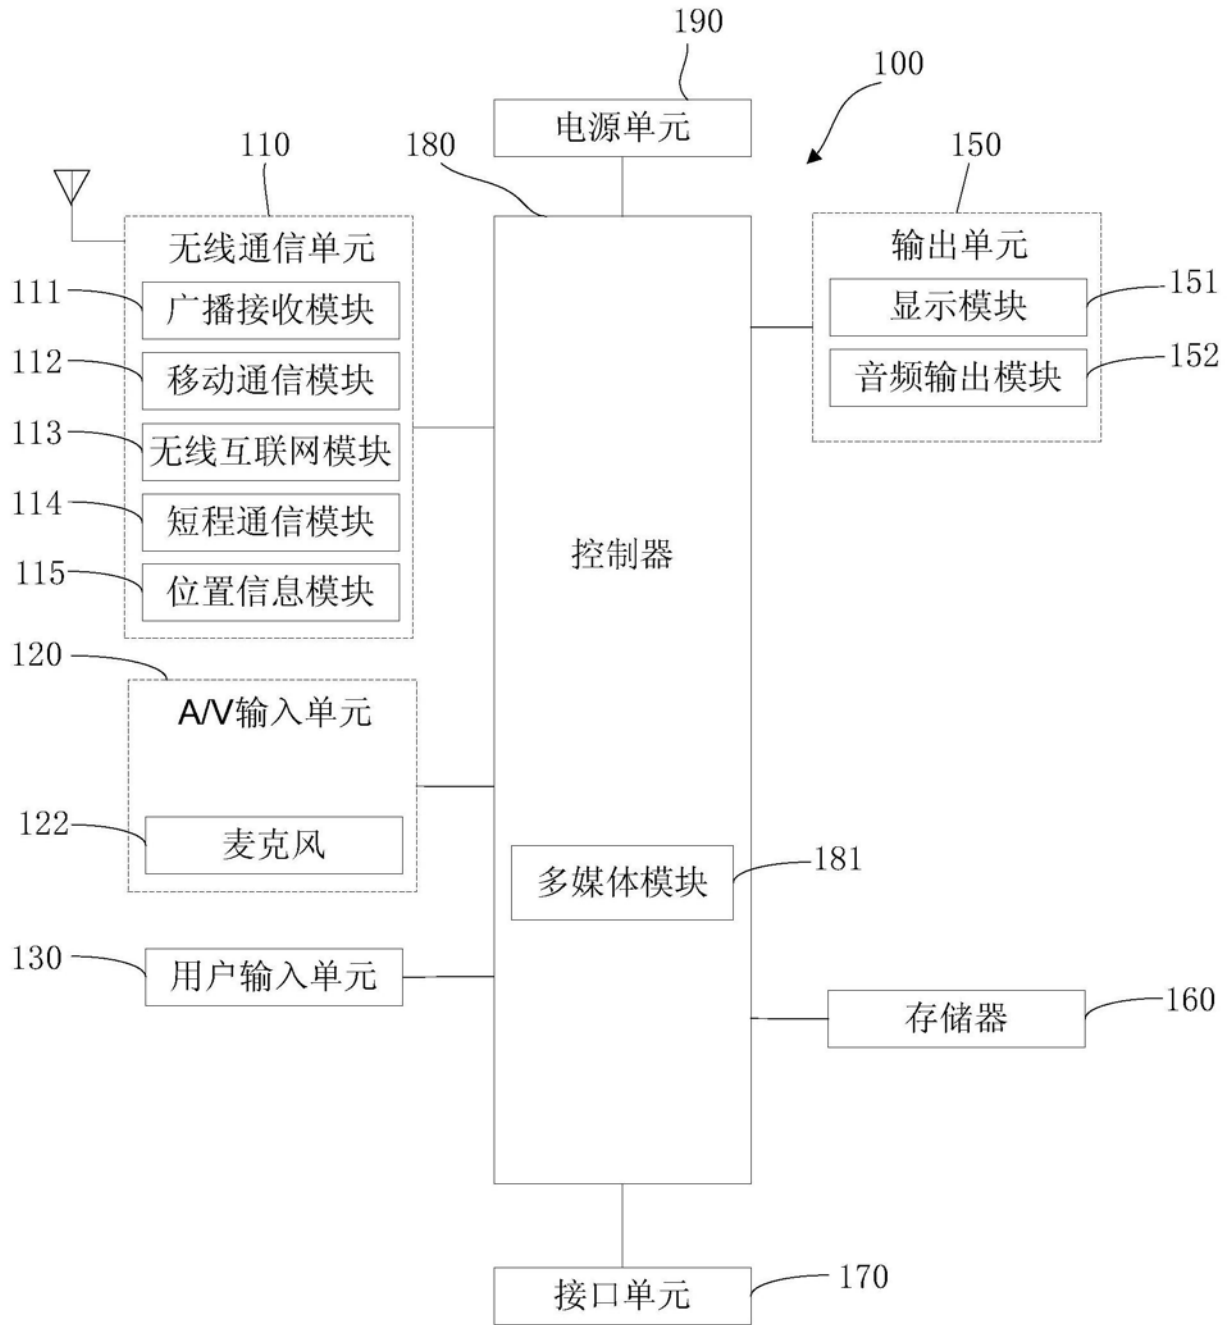 190
100
电源单元
110
180
150
无线通信单元
输出单元
111
广播接收模块
显示模块
151
112
移动通信模块
音频输出模块
152
113
无线互联网模块
114
短程通信模块
控制器
115
位置信息模块
120
A/V输入单元
122
麦克风
多媒体模块
181
130
用户输入单元
存储器
160
接口单元
170